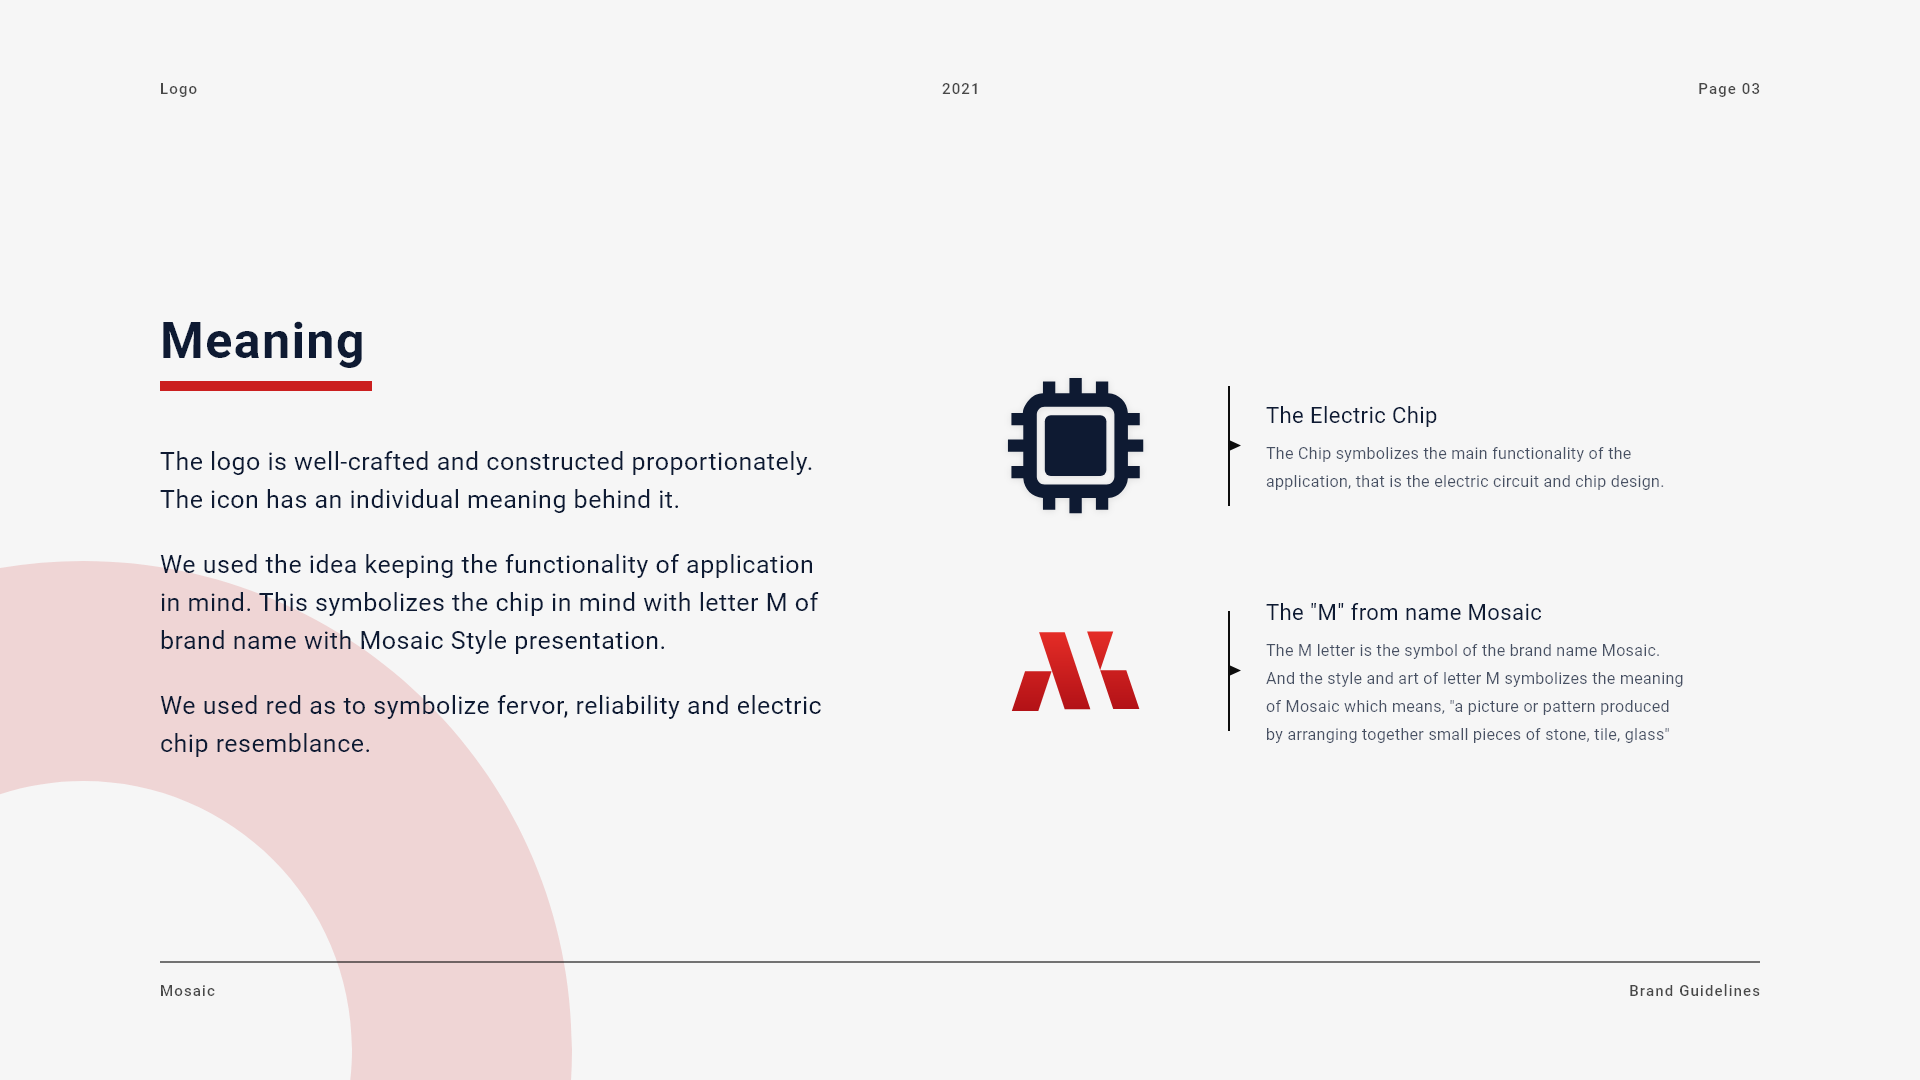 Logo
2021
Page 03
Meaning
The logo is well-crafted and constructed proportionately.
The icon has an individual meaning behind it.
We used the idea keeping the functionality of application
in mind. This symbolizes the chip in mind with letter M of
brand name with Mosaic Style presentation.
We used red as to symbolize fervor, reliability and electric
chip resemblance.
The Electric Chip
The Chip symbolizes the main functionality of the
application, that is the electric circuit and chip design.
The "M" from name Mosaic
The M letter is the symbol of the brand name Mosaic.
And the style and art of letter M symbolizes the meaning
of Mosaic which means, "a picture or pattern produced
by arranging together small pieces of stone, tile, glass"
Mosaic
Brand Guidelines